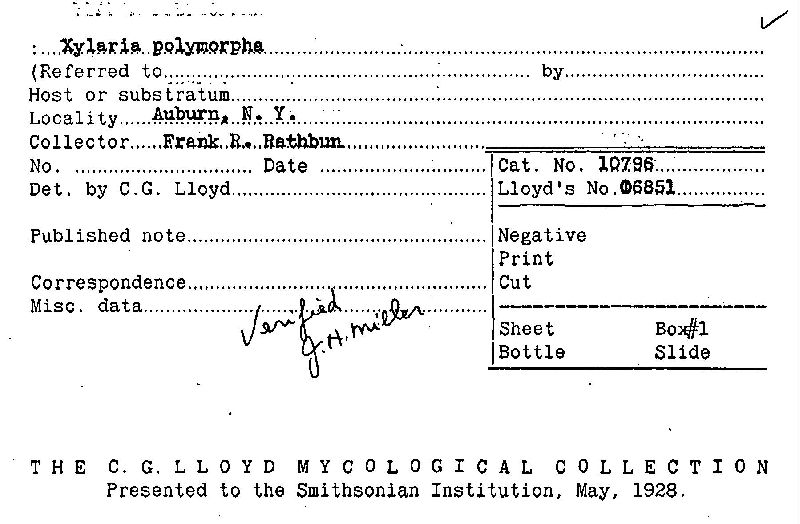 : Xylaria polymorpha
(Referred to by
Host or substratum
Locality Auburn, N. Y.
Collector Frank R. Rathbun
No. Date
Cat. No. 10796
Det. by C.G. Lloyd
Lloyd's No. 06851
Published note
Negative
Print
Correspondence
Cut
Misc. data
Verified
J.H. Miller
Sheet Box#1
Bottle Slide
THE C.G. LLOYD MYCOLOGICAL COLLECTION
Presented to the Smithsonian Institution, May, 1928.